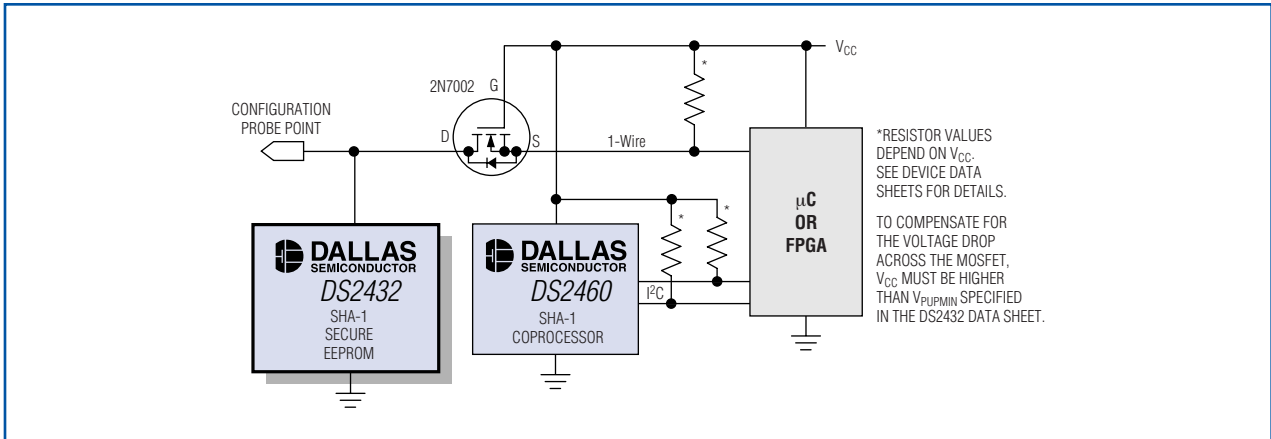 V_CC
*
2N7002
G
D
S
CONFIGURATION
PROBE POINT
1-Wire
DALLAS
SEMICONDUCTOR
DS2432
SHA-1
SECURE
EEPROM
DALLAS
SEMICONDUCTOR
DS2460
SHA-1
COPROCESSOR
*
*
I²C
µC
OR
FPGA
*RESISTOR VALUES
DEPEND ON V_CC.
SEE DEVICE DATA
SHEETS FOR DETAILS.
TO COMPENSATE FOR
THE VOLTAGE DROP
ACROSS THE MOSFET,
V_CC MUST BE HIGHER
THAN V_PUPMIN SPECIFIED
IN THE DS2432 DATA SHEET.